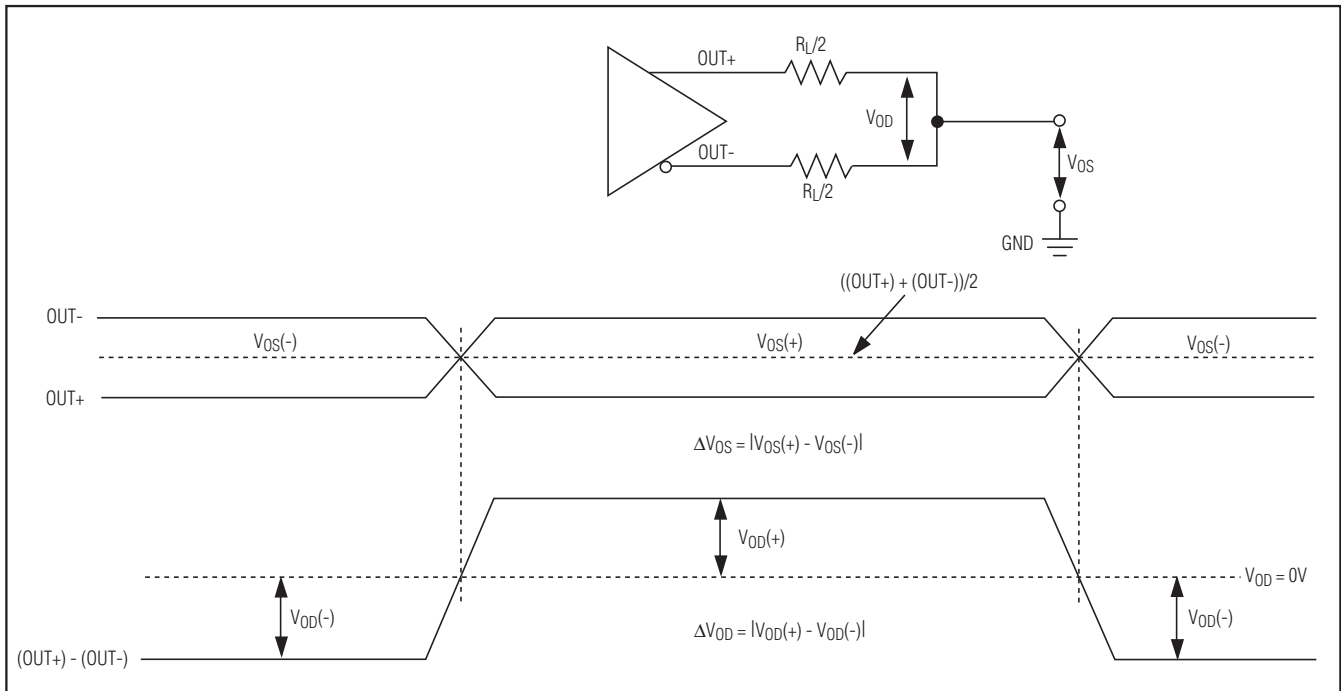 R_L/2
OUT+
V_OD
OUT-
R_L/2
V_OS
GND
((OUT+) + (OUT-))/2
OUT-
V_OS(-)
V_OS(+)
V_OS(-)
OUT+
ΔV_OS = |V_OS(+) - V_OS(-)|
V_OD(+)
V_OD = 0V
V_OD(-)
ΔV_OD = |V_OD(+) - V_OD(-)|
V_OD(-)
(OUT+) - (OUT-)